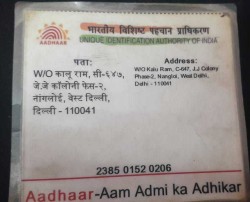 भारतीय विशिष्ट पहचान प्राधिकरण
UNIQUE IDENTIFICATION AUTHORITY OF INDIA
AADHAAR
पता:
W/O कालू राम, सी-६४७,
जे.जे कॉलोनी फेस-२,
नांगलोई, वेस्ट दिल्ली,
दिल्ली - 110041
Address:
W/O Kalu Ram, C-647, J.J Colony
Phase-2, Nangloi, West Delhi,
Delhi - 110041
2385 0152 0206
Aadhaar-Aam Admi ka Adhikar